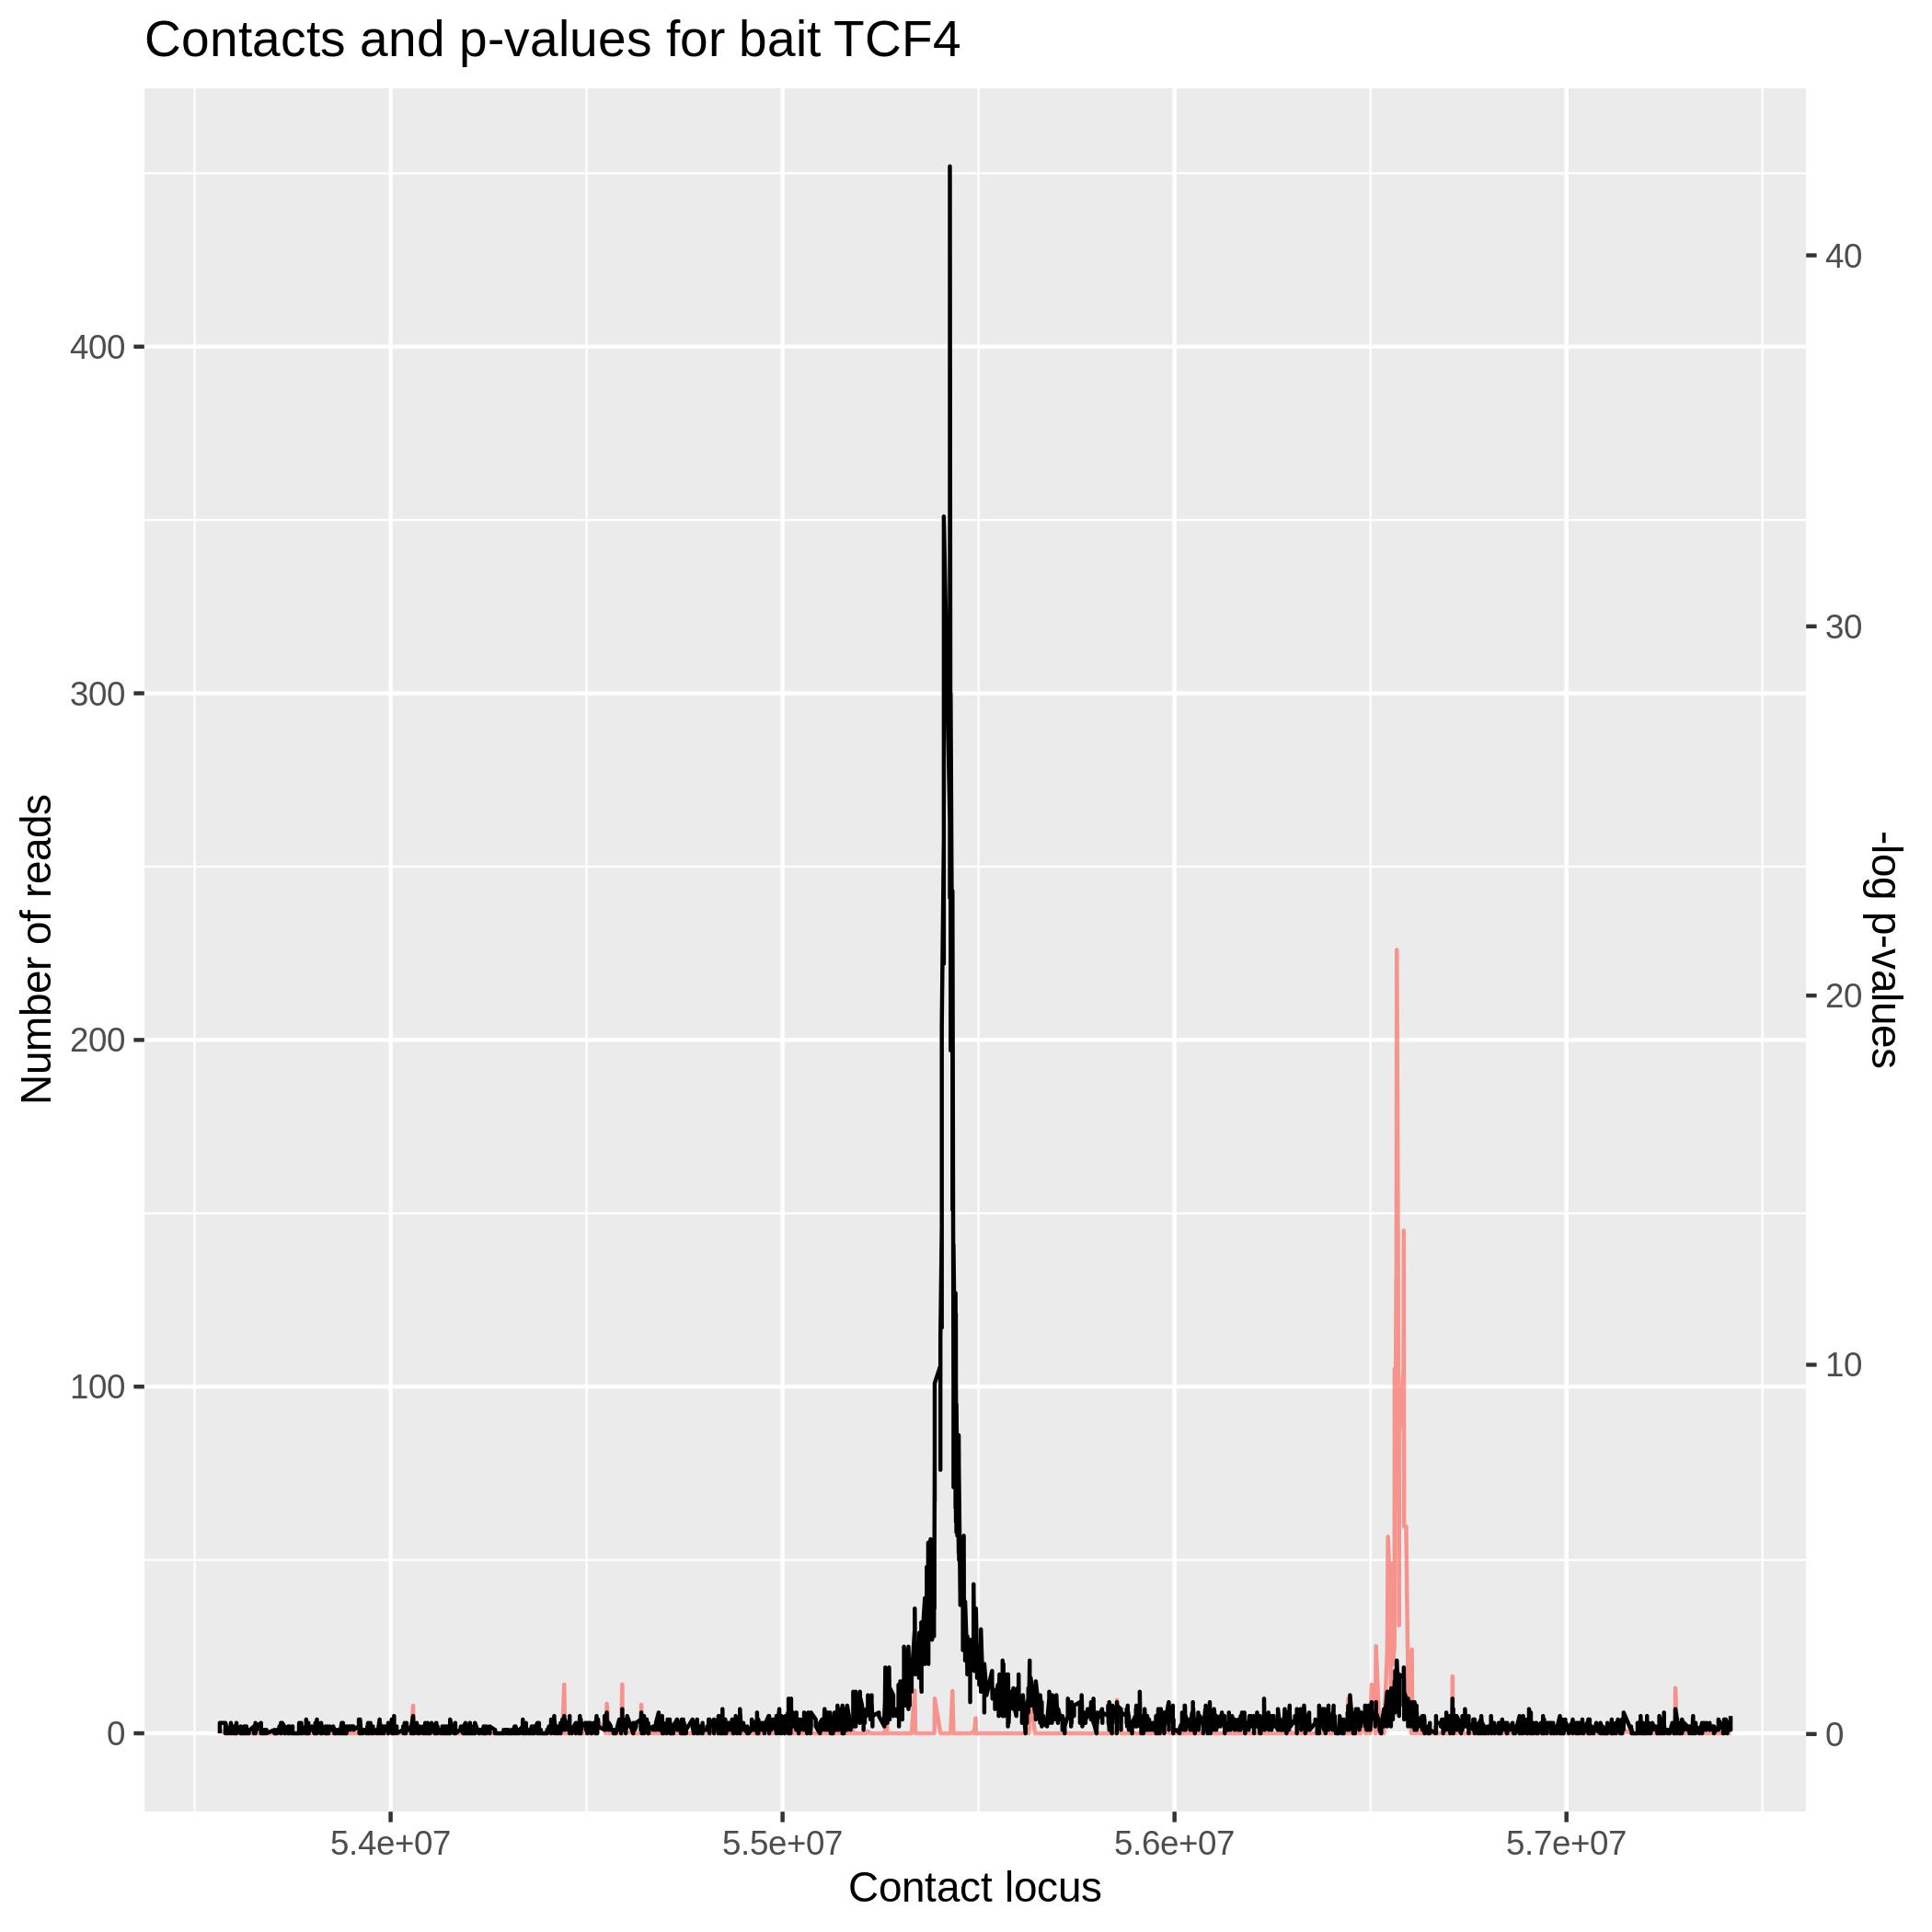 Contacts and p-values for bait TCF4
Number of reads
400
300
200
100
0
40
30
20
10
0
-log p-values
5.4e+07
5.5e+07
5.6e+07
5.7e+07
Contact locus